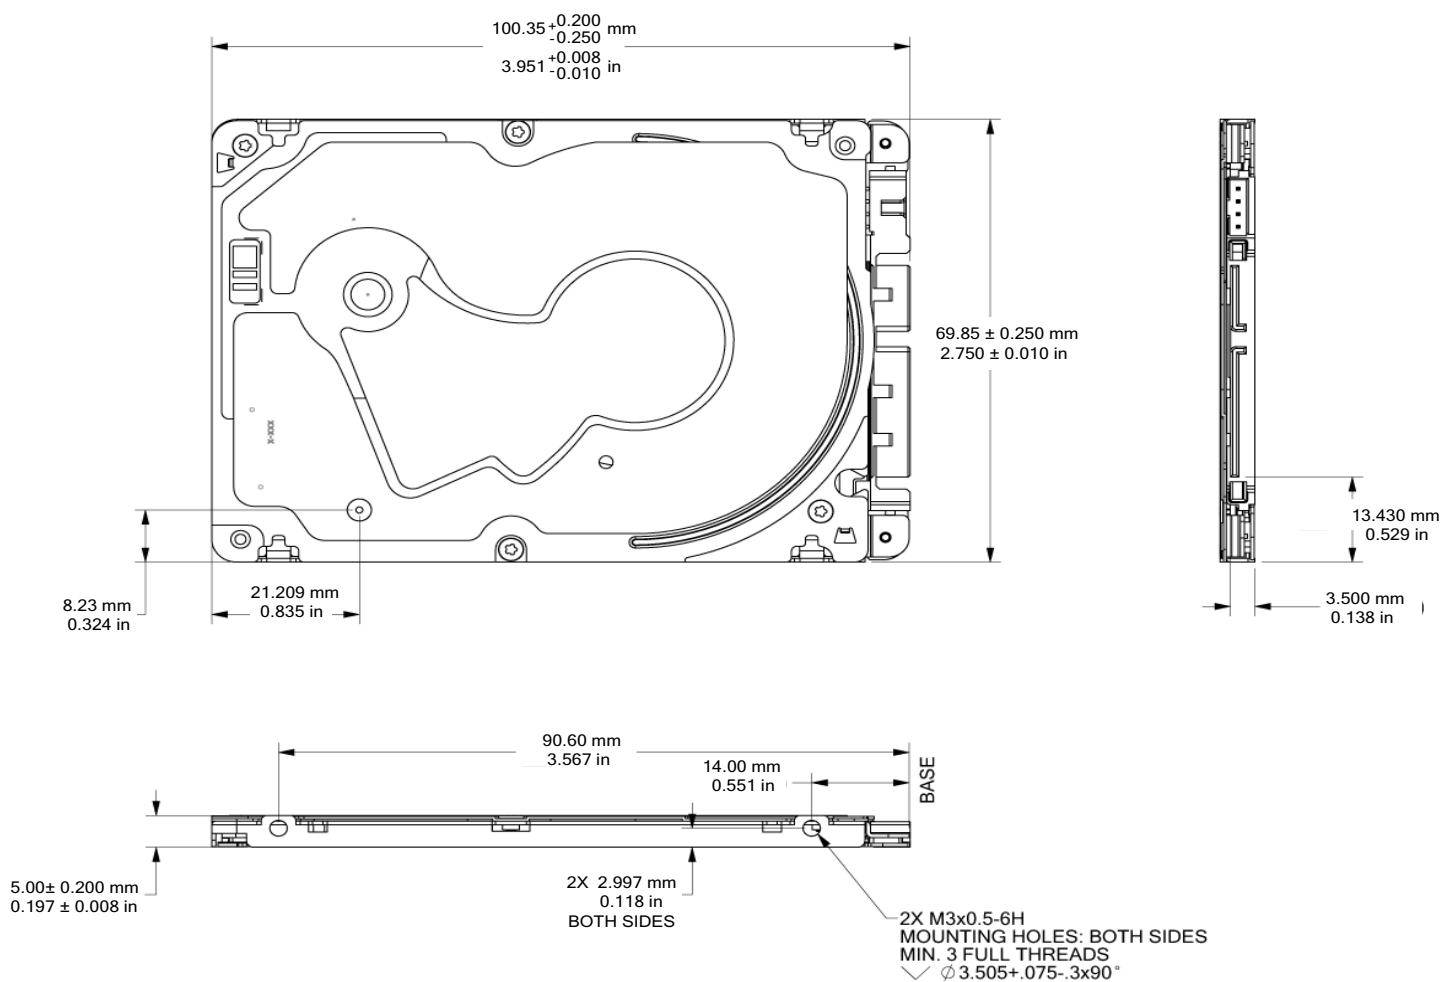 100.35 +0.200 -0.250 mm
3.951 +0.008 -0.010 in
69.85 ± 0.250 mm
2.750 ± 0.010 in
X-XXX
13.430 mm
0.529 in
8.23 mm
0.324 in
21.209 mm
0.835 in
3.500 mm
0.138 in
)
90.60 mm
3.567 in
14.00 mm
0.551 in
BASE
5.00± 0.200 mm
0.197 ± 0.008 in
2X 2.997 mm
0.118 in
BOTH SIDES
2X M3x0.5-6H
MOUNTING HOLES: BOTH SIDES
MIN. 3 FULL THREADS
⌵ ∅ 3.505+.075-.3x90°